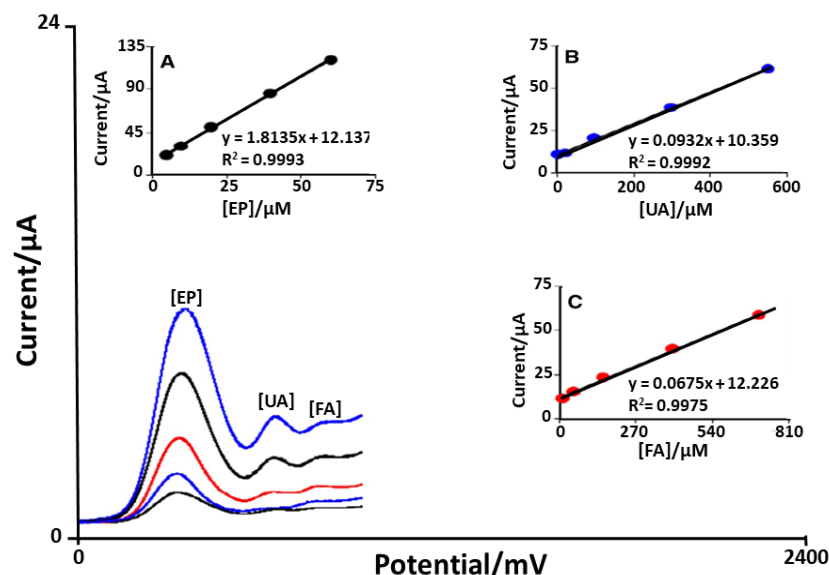 24
Current/µA
0
0
Potential/mV
2400
[EP]
[UA]
[FA]
A
135
90
45
0
Current/µA
y = 1.8135x + 12.137
R² = 0.9993
0
25
50
75
[EP]/µM
B
75
50
25
0
Current/µA
y = 0.0932x + 10.359
R² = 0.9992
0
200
400
600
[UA]/µM
C
75
50
25
0
Current/µA
y = 0.0675x + 12.226
R² = 0.9975
0
270
540
810
[FA]/µM